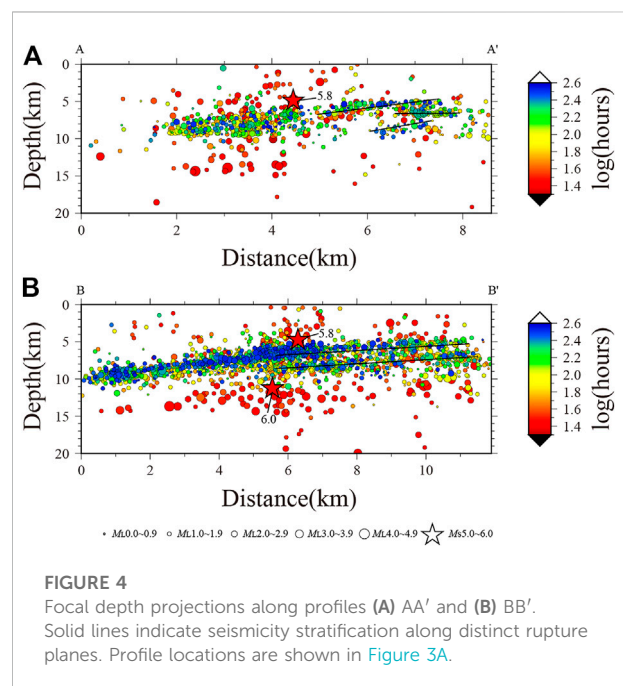 A A'
A
0
5
10
15
20
Depth(km)
5.8
0 2 4 6 8
Distance(km)
2.6
2.4
2.2
2.0
1.8
1.6
1.4
log(hours)
B B'
B
0
5
10
15
20
Depth(km)
5.8
6.0
0 2 4 6 8 10
Distance(km)
2.6
2.4
2.2
2.0
1.8
1.6
1.4
log(hours)
ML0.0~0.9 ML1.0~1.9 ML2.0~2.9 ML3.0~3.9 ML4.0~4.9 Ms5.0~6.0
FIGURE 4
Focal depth projections along profiles (A) AA′ and (B) BB′.
Solid lines indicate seismicity stratification along distinct rupture
planes. Profile locations are shown in Figure 3A.